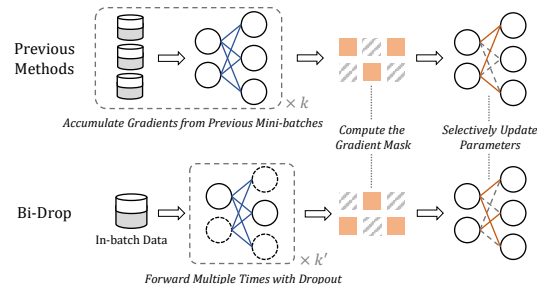 Previous
Methods
× k
Accumulate Gradients from Previous Mini-batches
Compute the
Gradient Mask
Selectively Update
Parameters
Bi-Drop
In-batch Data
× k'
Forward Multiple Times with Dropout